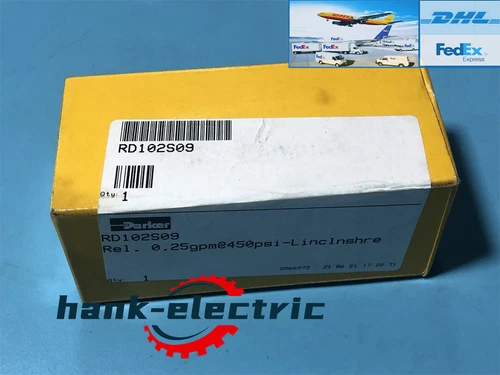 DHL
FedEx
FedEx
Express
RD102S09
Qty:
1
Parker
RD102S09
Rel. 0.25gpm@450psi-Linclnshre
Qty.
1
hank-electric